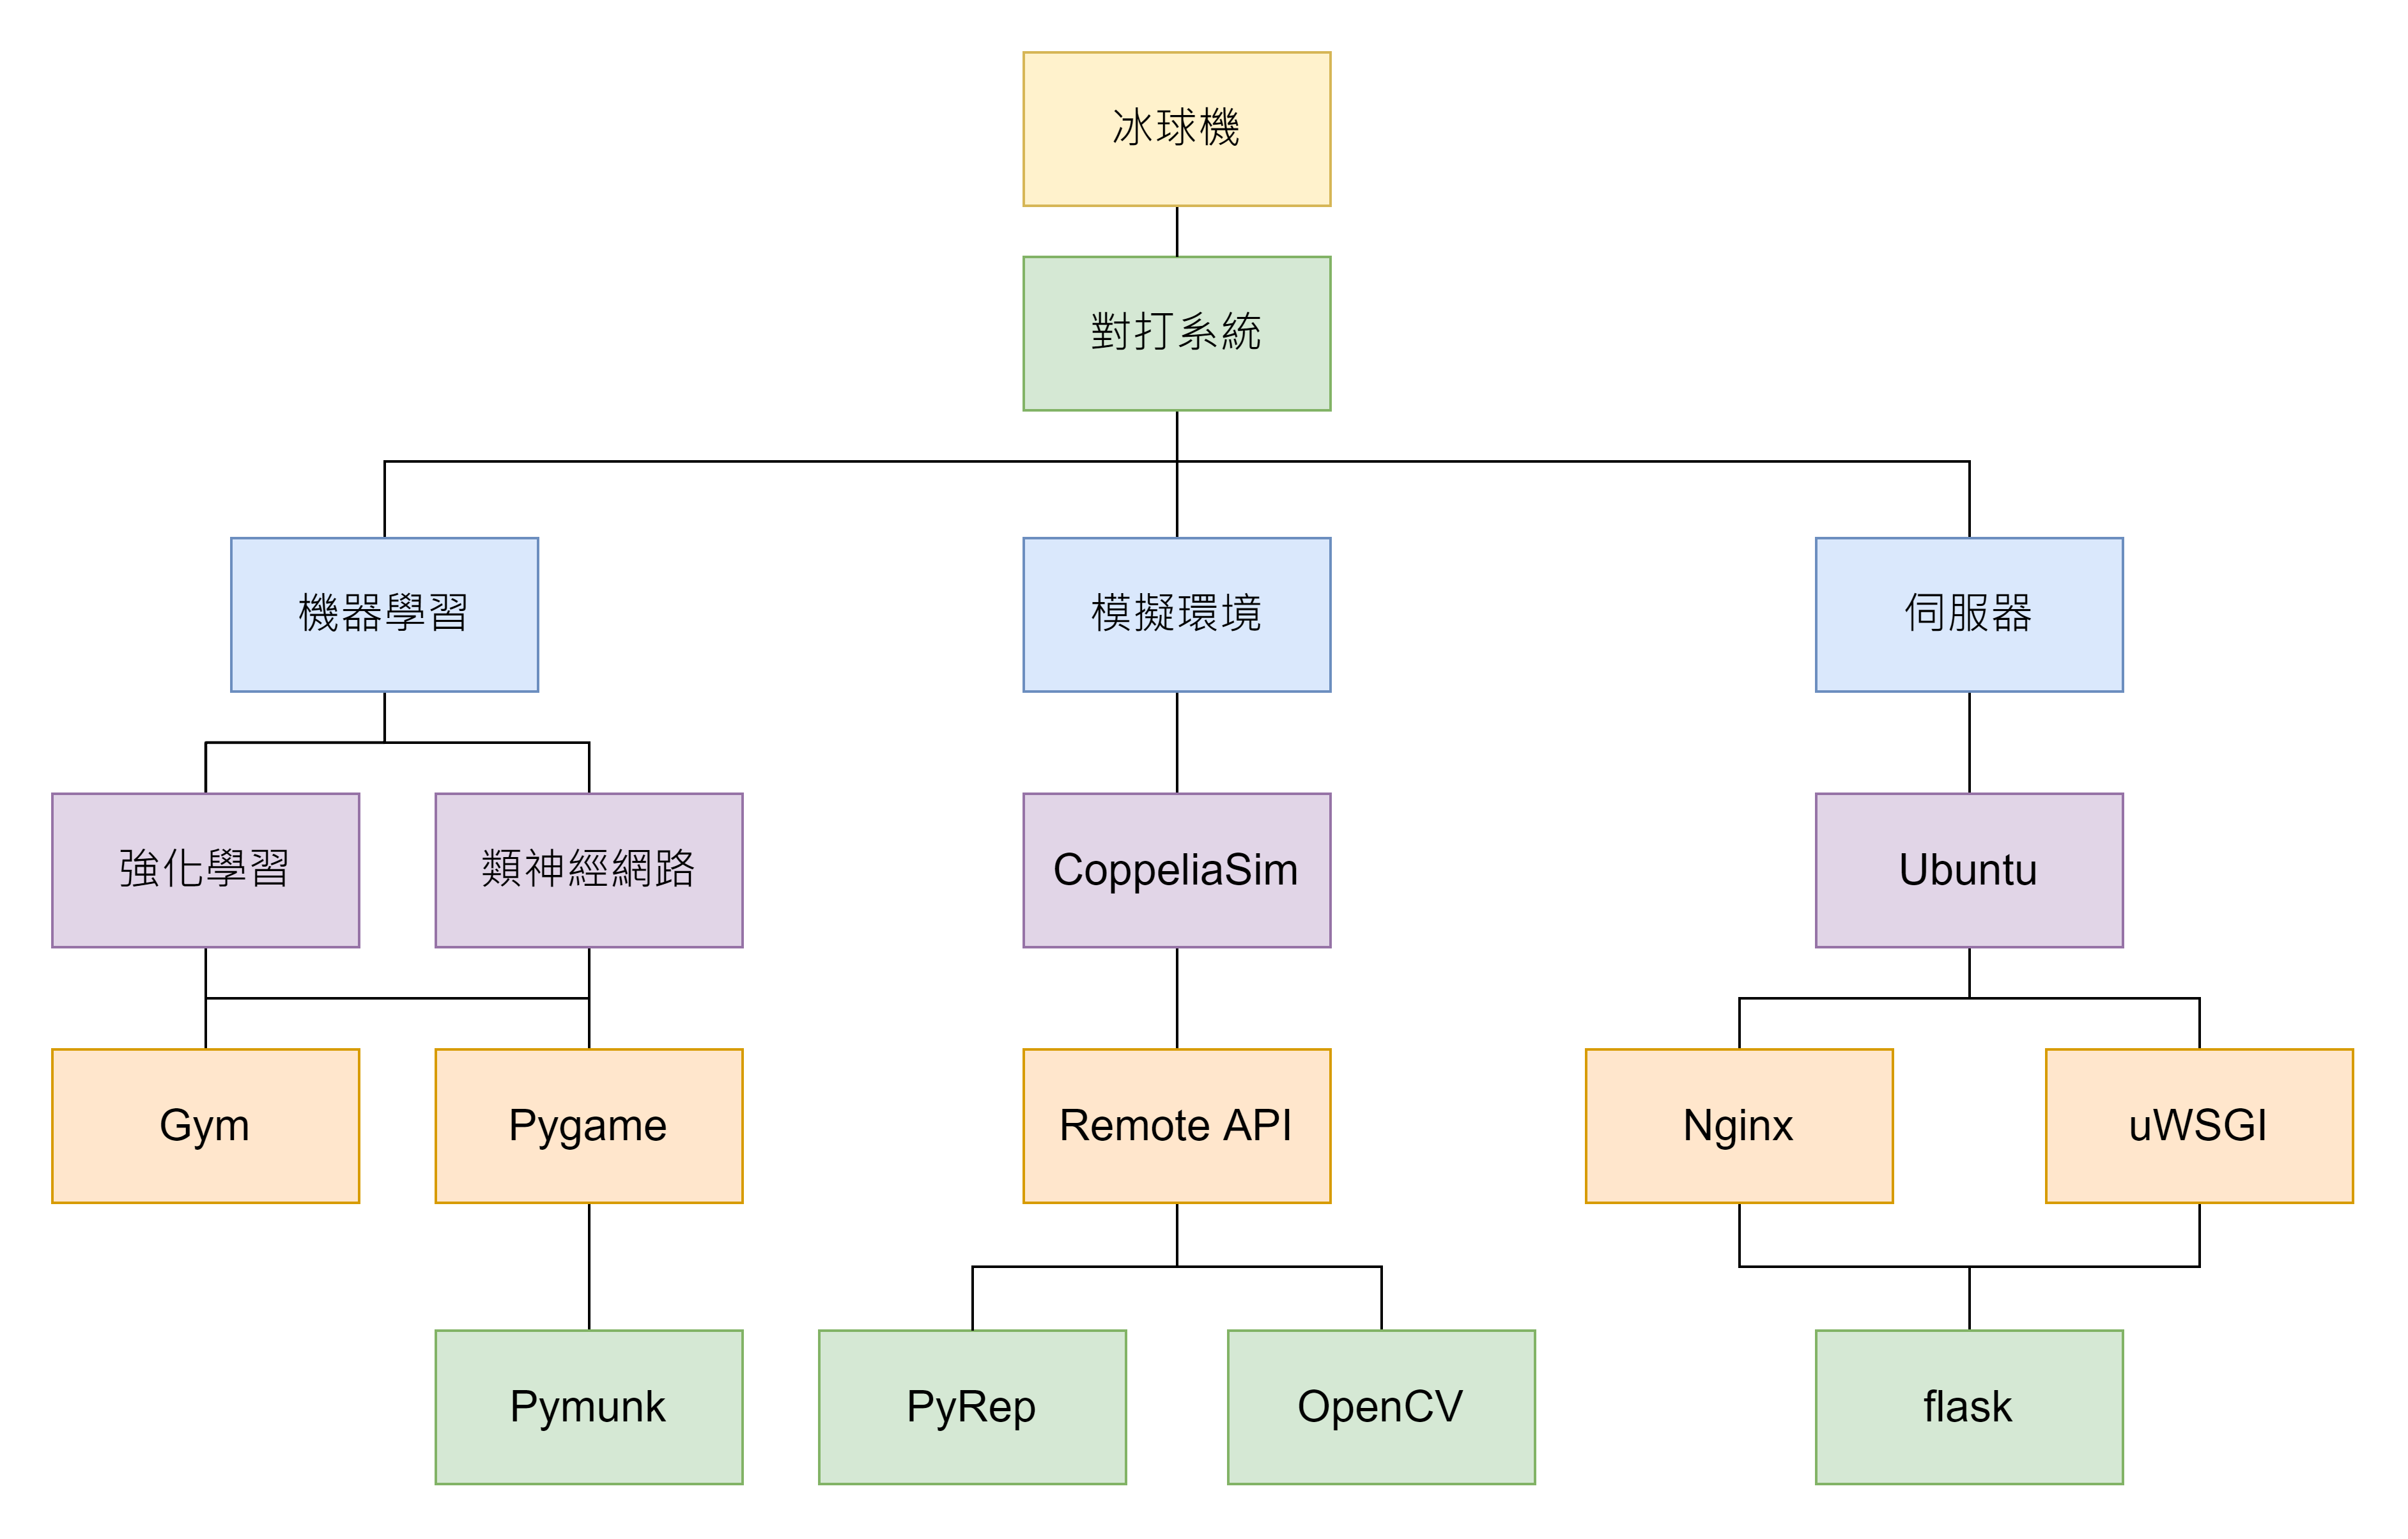 冰球機
對打系統
機器學習
模擬環境
伺服器
強化學習
類神經網路
CoppeliaSim
Ubuntu
Gym
Pygame
Remote API
Nginx
uWSGI
Pymunk
PyRep
OpenCV
flask